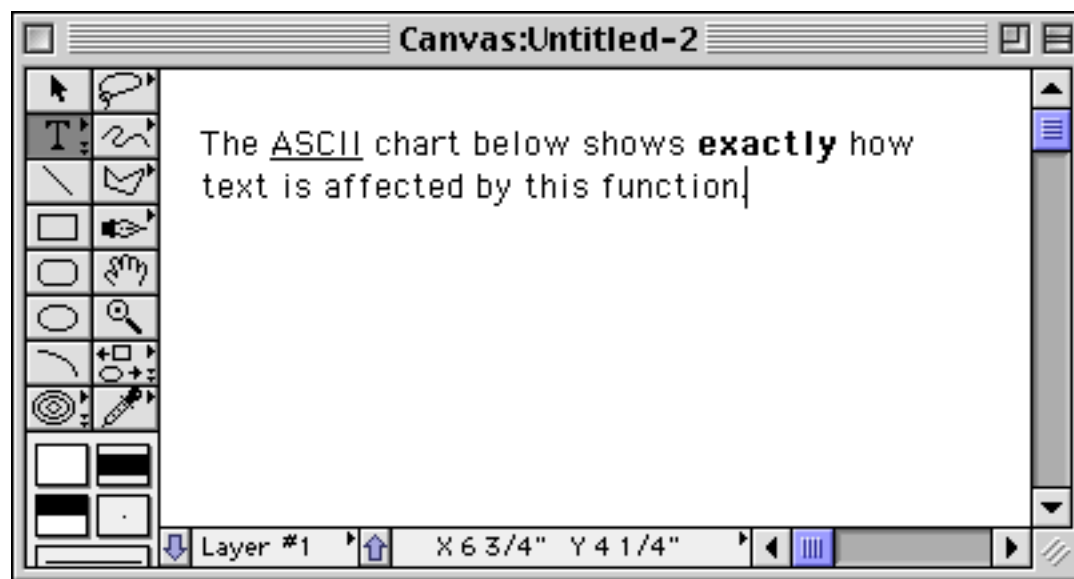 Canvas:Untitled-2
T
The ASCII chart below shows exactly how
text is affected by this function.
Layer #1 X 6 3/4" Y 4 1/4"